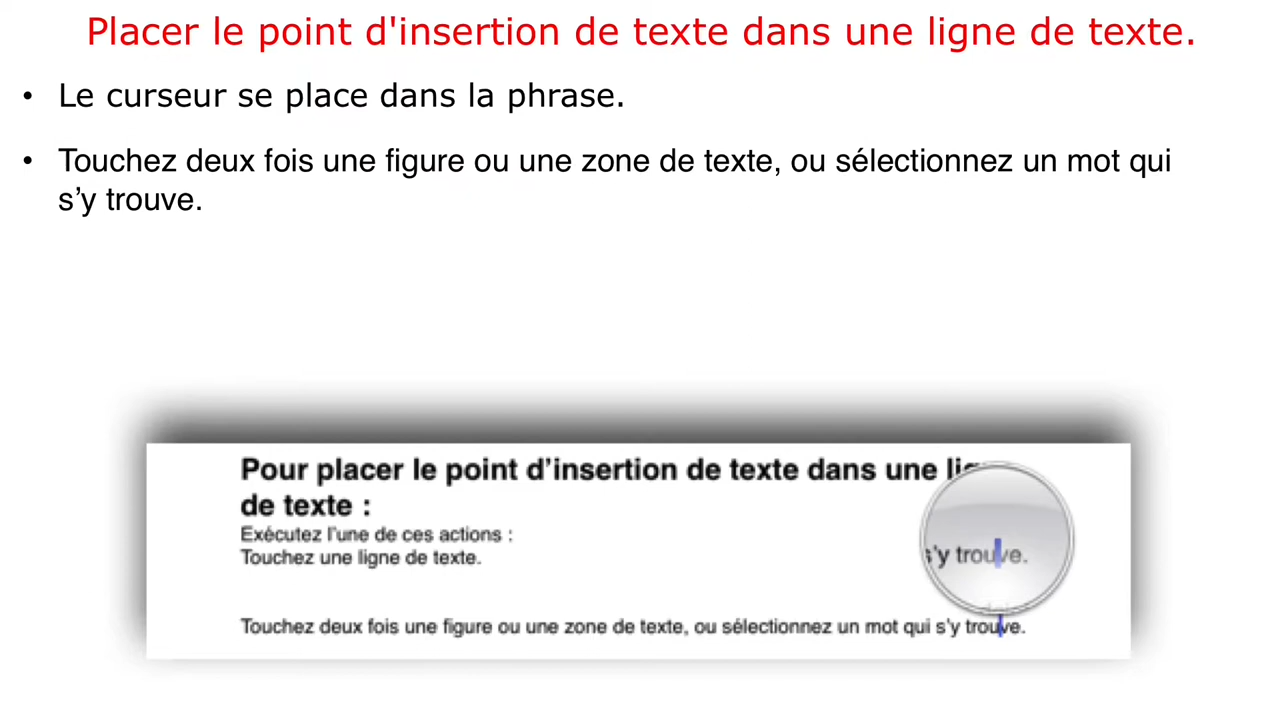 Placer le point d'insertion de texte dans une ligne de texte.
• Le curseur se place dans la phrase.
• Touchez deux fois une figure ou une zone de texte, ou sélectionnez un mot qui
s’y trouve.
Pour placer le point d’insertion de texte dans une
de texte :
Exécutez l'une de ces actions :
Touchez une ligne de texte.
s'y trouve.
Touchez deux fois une figure ou une zone de texte, ou sélectionnez un mot qui s'y trouve.